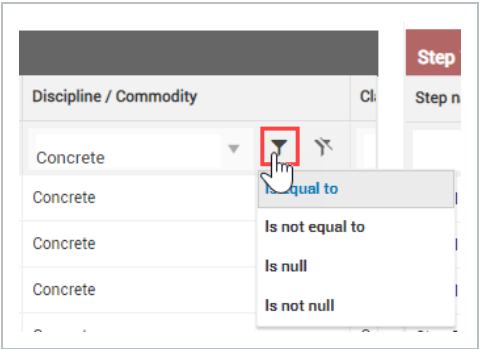 Step
Discipline / Commodity
Step n
Concrete
Is equal to
Concrete
Is not equal to
Concrete
Is null
Concrete
Is not null